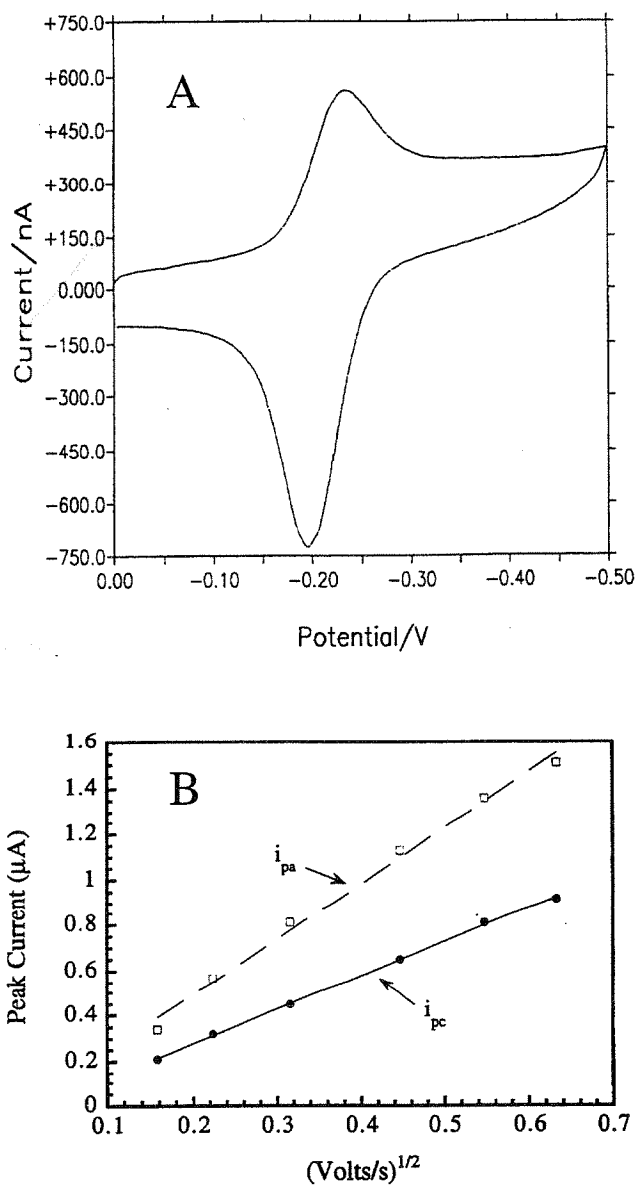 A
+750.0
+600.0
+450.0
+300.0
+150.0
0.000
−150.0
−300.0
−450.0
−600.0
−750.0
Current/nA
0.00 −0.10 −0.20 −0.30 −0.40 −0.50
Potential/V
B
1.6
1.4
1.2
1
0.8
0.6
0.4
0.2
0
Peak Current (µA)
i_pa
i_pc
0.1 0.2 0.3 0.4 0.5 0.6 0.7
(Volts/s)^1/2